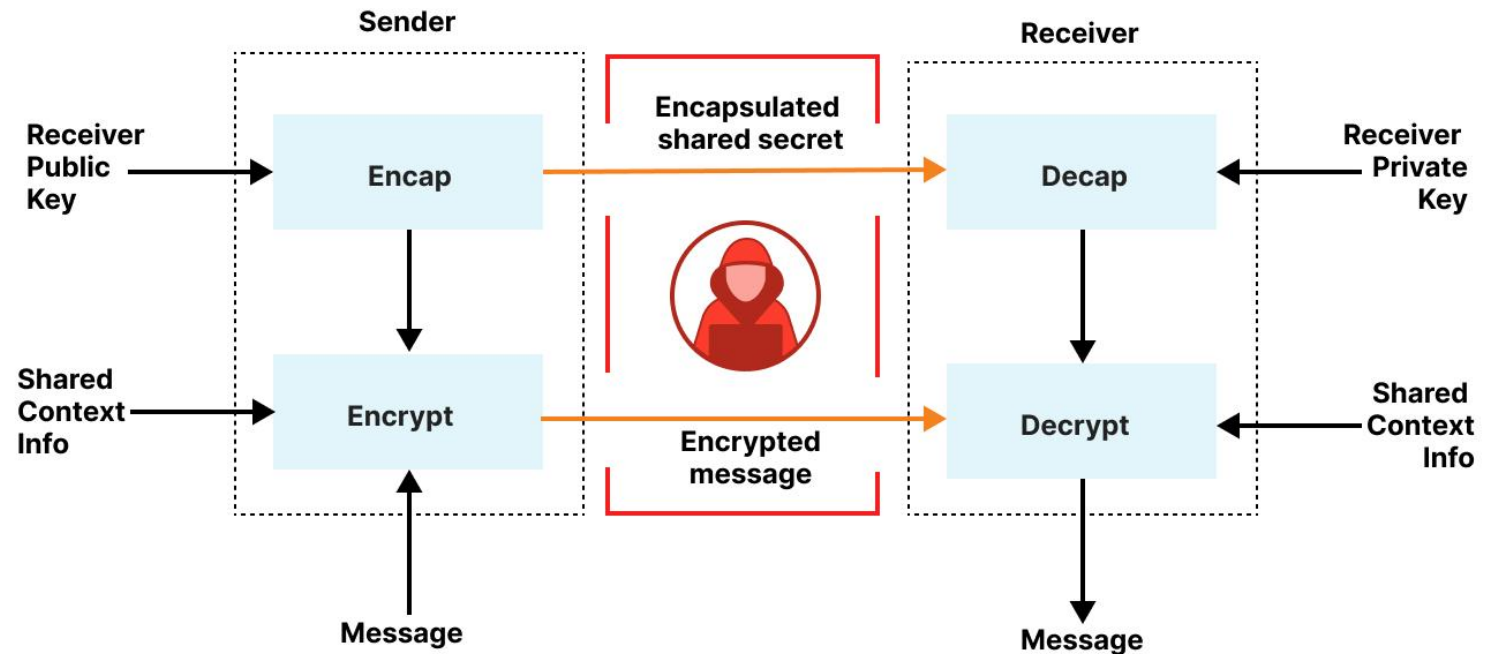 Sender
Receiver
Encapsulated
shared secret
Receiver
Public
Key
Encap
Decap
Receiver
Private
Key
Shared
Context
Info
Encrypt
Encrypted
message
Decrypt
Shared
Context
Info
Message
Message